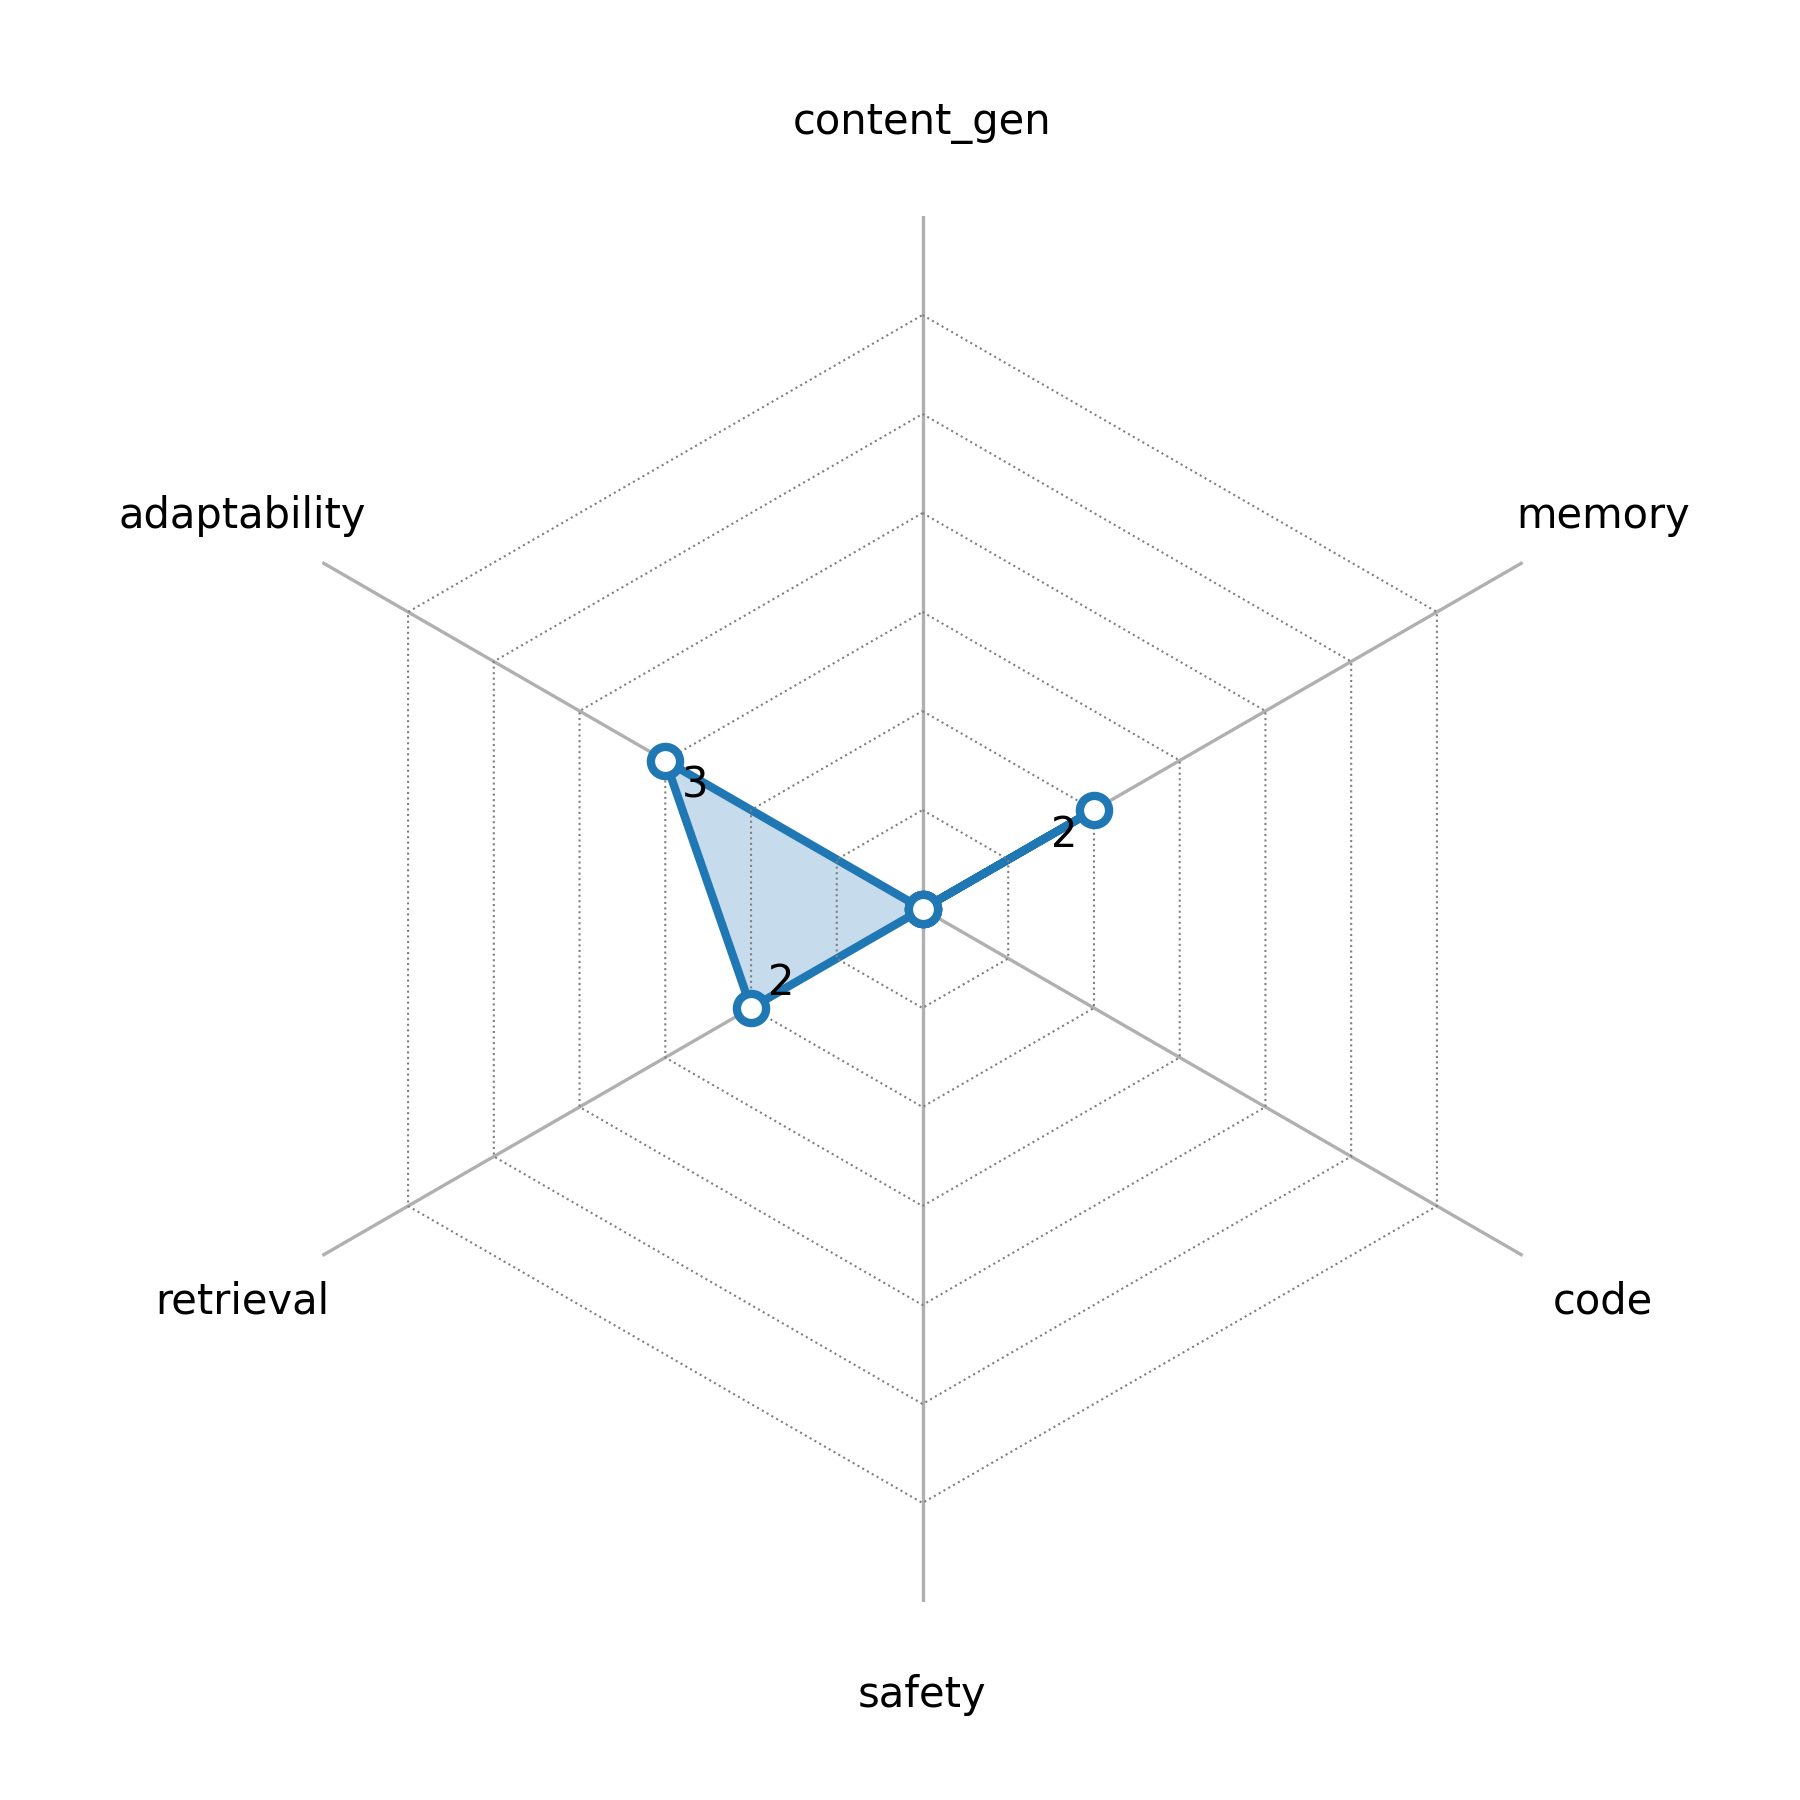 content_gen
adaptability
memory
3
2
2
retrieval
code
safety